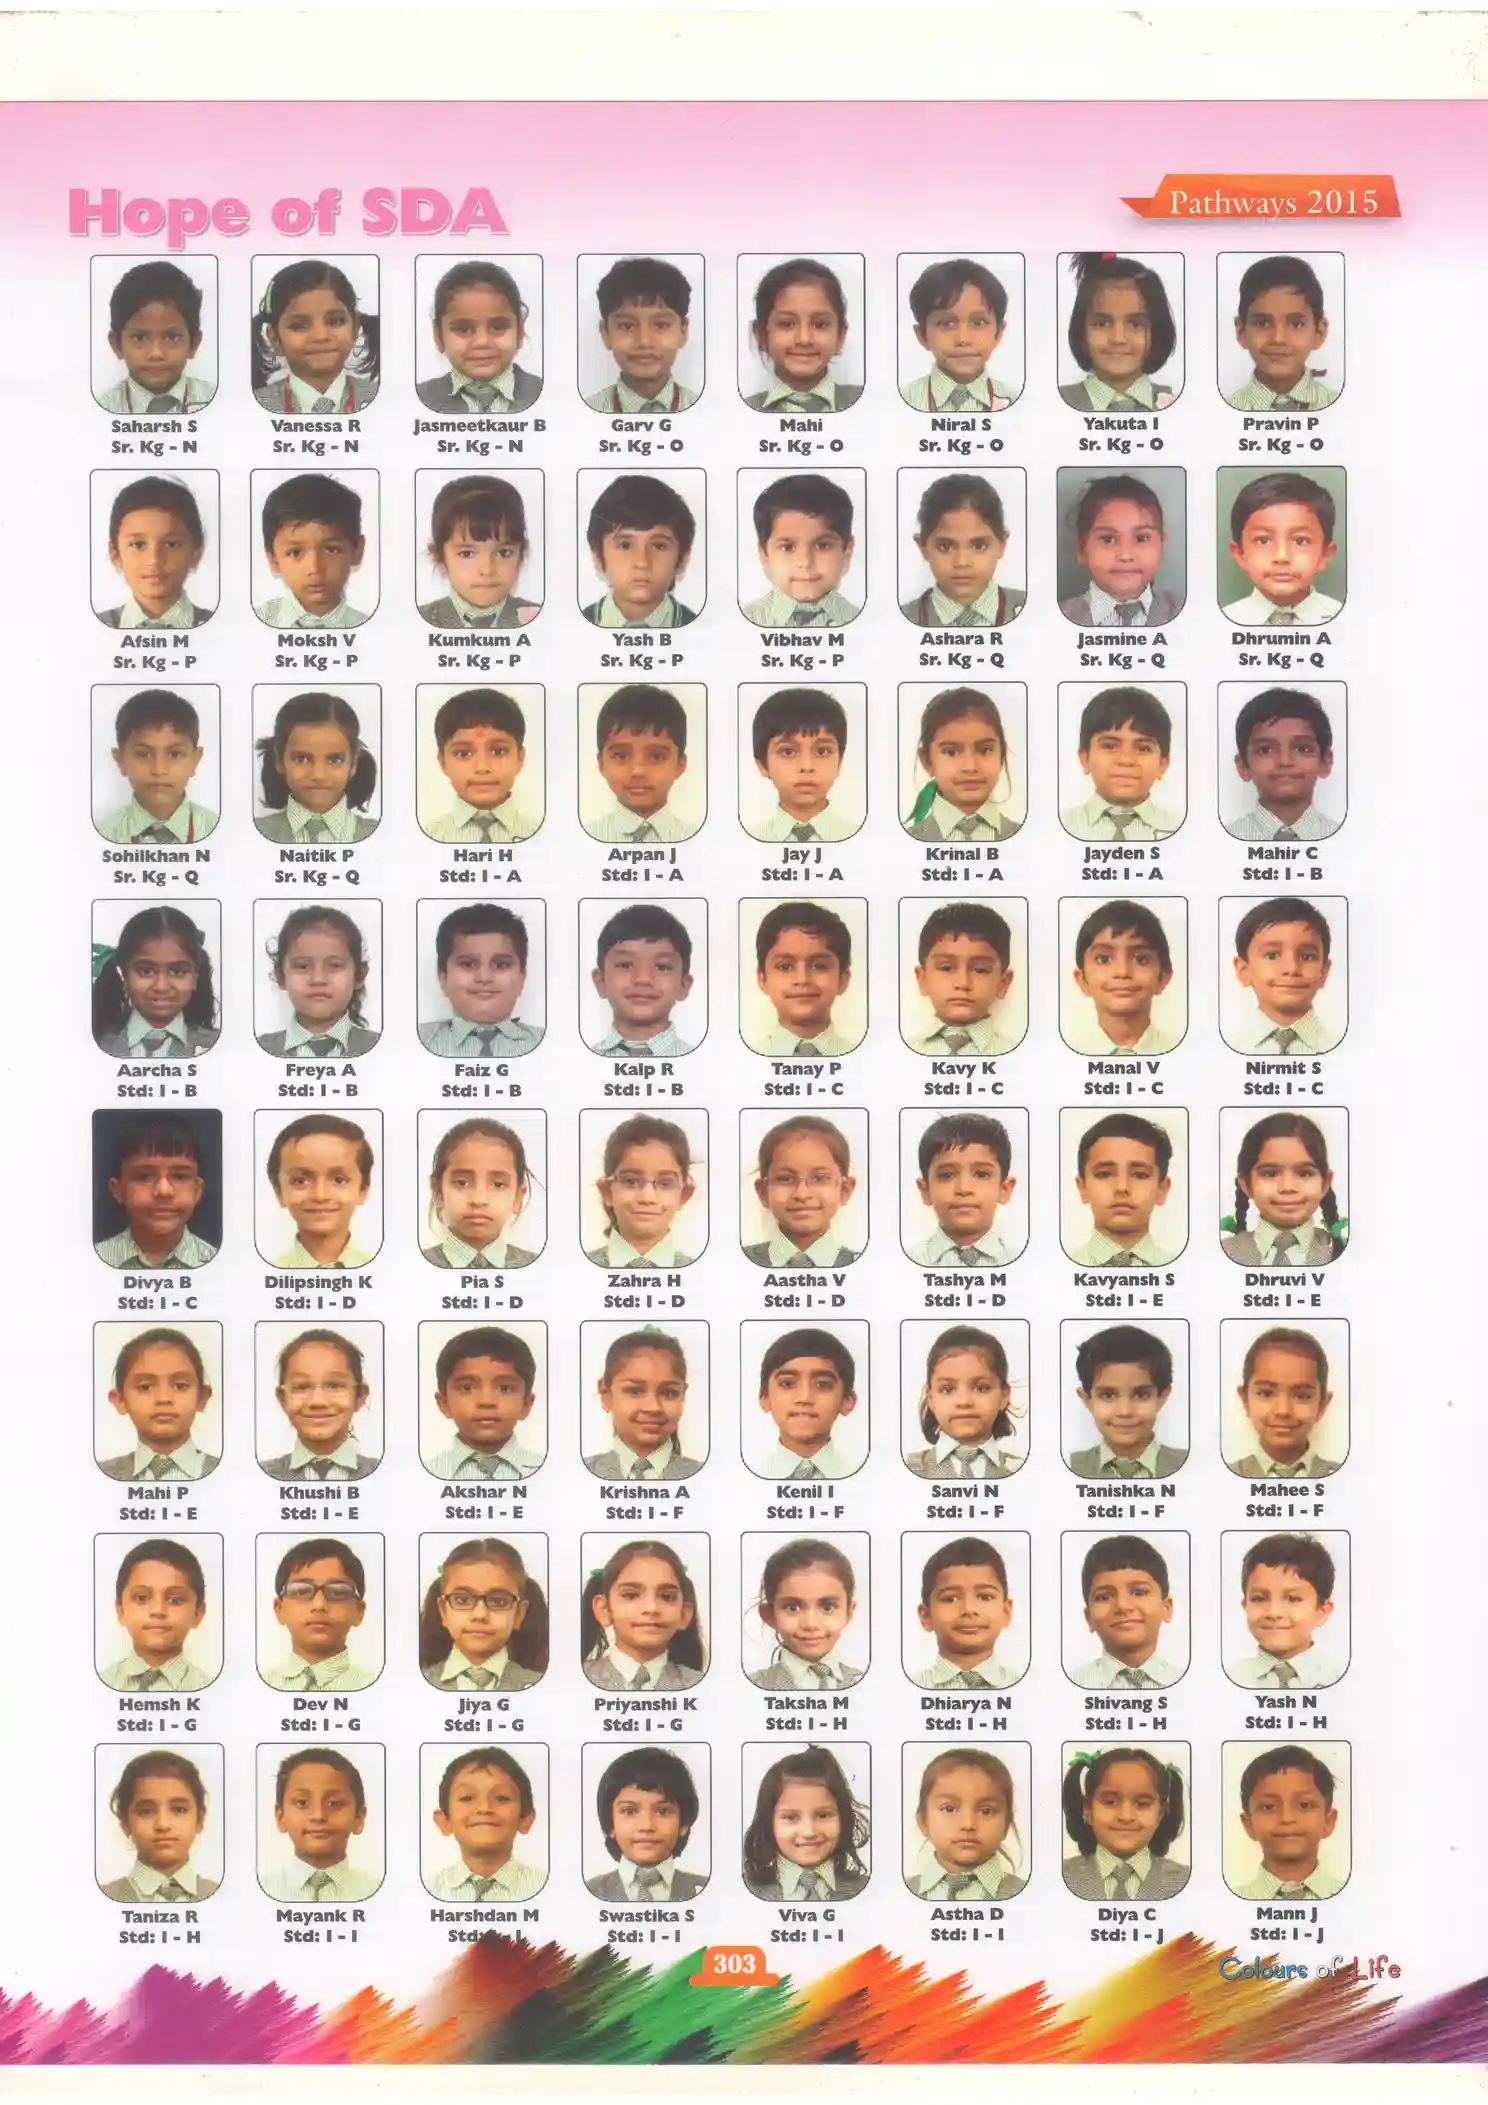 Hope of SDA
Pathways 2015
Saharsh S Vanessa R Jasmeetkaur B Garv G Mahi Niral S Yakuta I Pravin P
Sr. Kg - N Sr. Kg - N Sr. Kg - N Sr. Kg - O Sr. Kg - O Sr. Kg - O Sr. Kg - O Sr. Kg - O
Afsin M Moksh V Kumkum A Yash B Vibhav M Ashara R Jasmine A Dhrumin A
Sr. Kg - P Sr. Kg - P Sr. Kg - P Sr. Kg - P Sr. Kg - P Sr. Kg - Q Sr. Kg - Q Sr. Kg - Q
Sohilkhan N Naitik P Hari H Arpan J Jay J Krinal B Jayden S Mahir C
Sr. Kg - Q Sr. Kg - Q Std: I - A Std: I - A Std: I - A Std: I - A Std: I - A Std: I - B
Aarcha S Freya A Faiz G Kalp R Tanay P Kavy K Manal V Nirmit S
Std: I - B Std: I - B Std: I - B Std: I - B Std: I - C Std: I - C Std: I - C Std: I - C
Divya B Dilipsingh K Pia S Zahra H Aastha V Tashya M Kavyansh S Dhruvi V
Std: I - C Std: I - D Std: I - D Std: I - D Std: I - D Std: I - D Std: I - E Std: I - E
Mahi P Khushi B Akshar N Krishna A Kenil I Sanvi N Tanishka N Mahee S
Std: I - E Std: I - E Std: I - E Std: I - F Std: I - F Std: I - F Std: I - F Std: I - F
Hemsh K Dev N Jiya G Priyanshi K Taksha M Dhiarya N Shivang S Yash N
Std: I - G Std: I - G Std: I - G Std: I - G Std: I - H Std: I - H Std: I - H Std: I - H
Taniza R Mayank R Harshdan M Swastika S Viva G Astha D Diya C Mann J
Std: I - H Std: I - I Std: I Std: I - I Std: I - I Std: I - I Std: I - J Std: I - J
303
Colours of Life